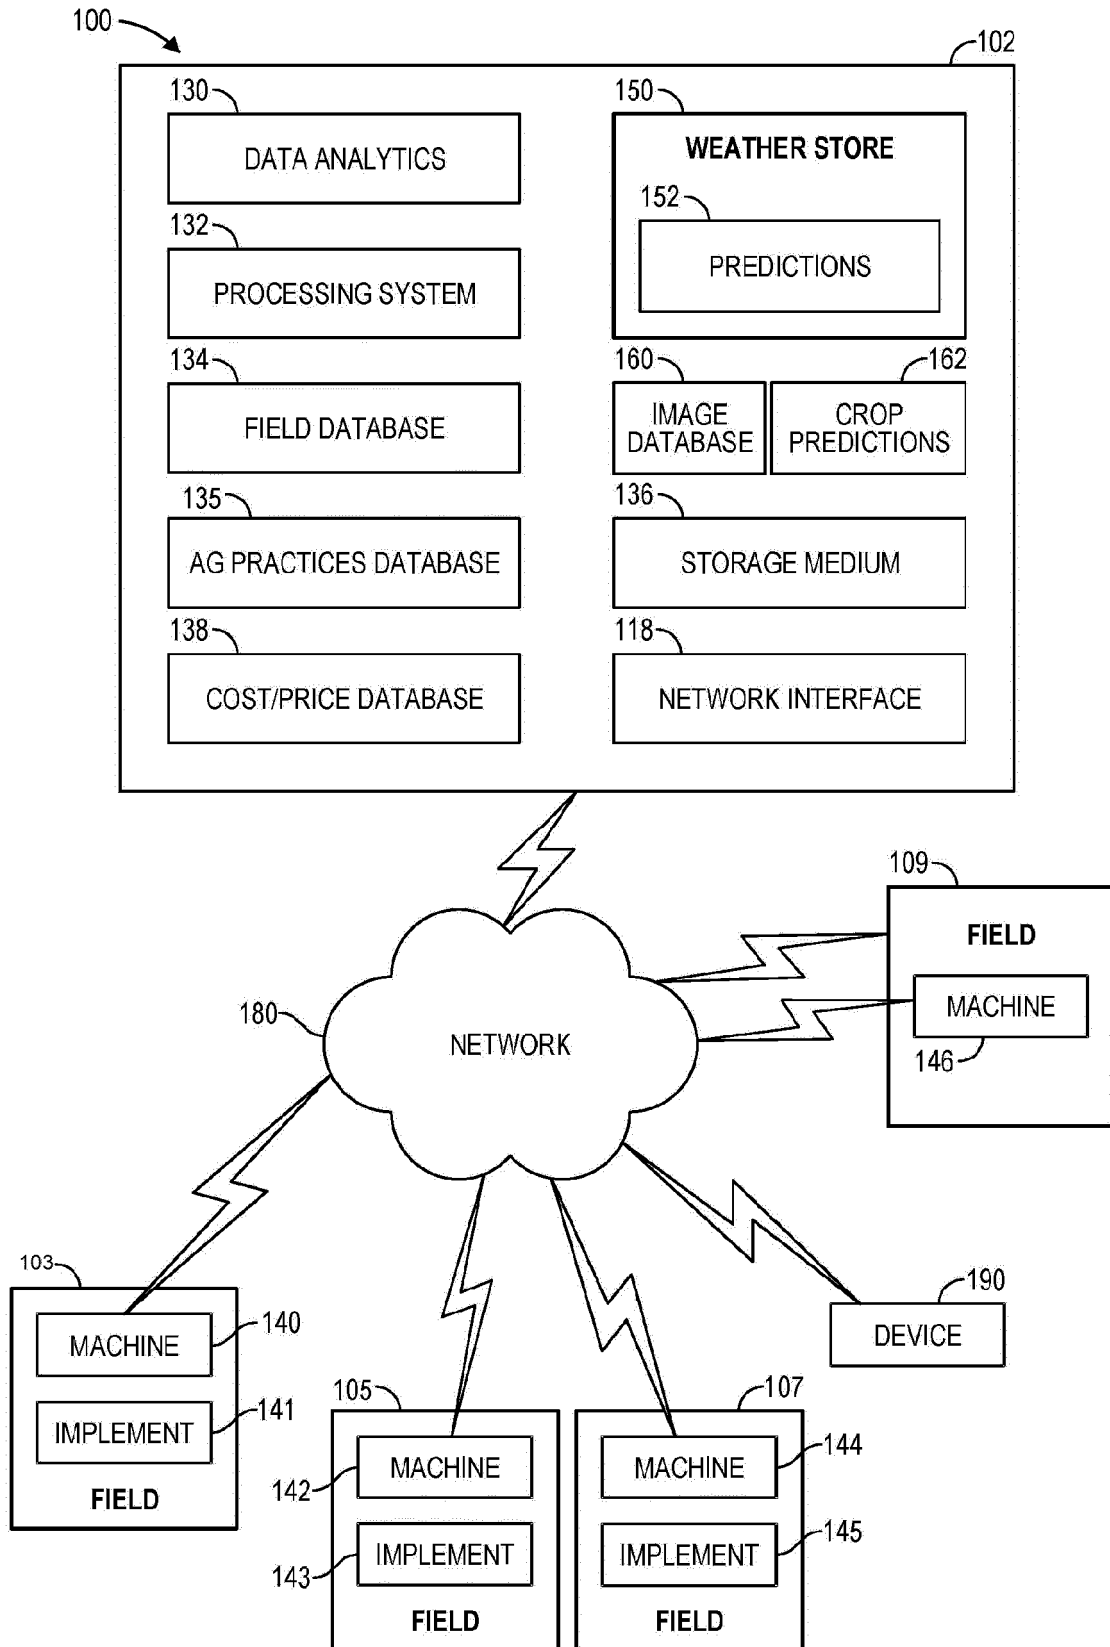 100
102
130
DATA ANALYTICS
150
WEATHER STORE
152
PREDICTIONS
132
PROCESSING SYSTEM
134
FIELD DATABASE
160
IMAGE
DATABASE
162
CROP
PREDICTIONS
135
AG PRACTICES DATABASE
136
STORAGE MEDIUM
138
COST/PRICE DATABASE
118
NETWORK INTERFACE
109
FIELD
MACHINE
146
180
NETWORK
103
MACHINE
140
IMPLEMENT
141
FIELD
190
DEVICE
105
MACHINE
142
IMPLEMENT
143
FIELD
107
MACHINE
144
IMPLEMENT
145
FIELD